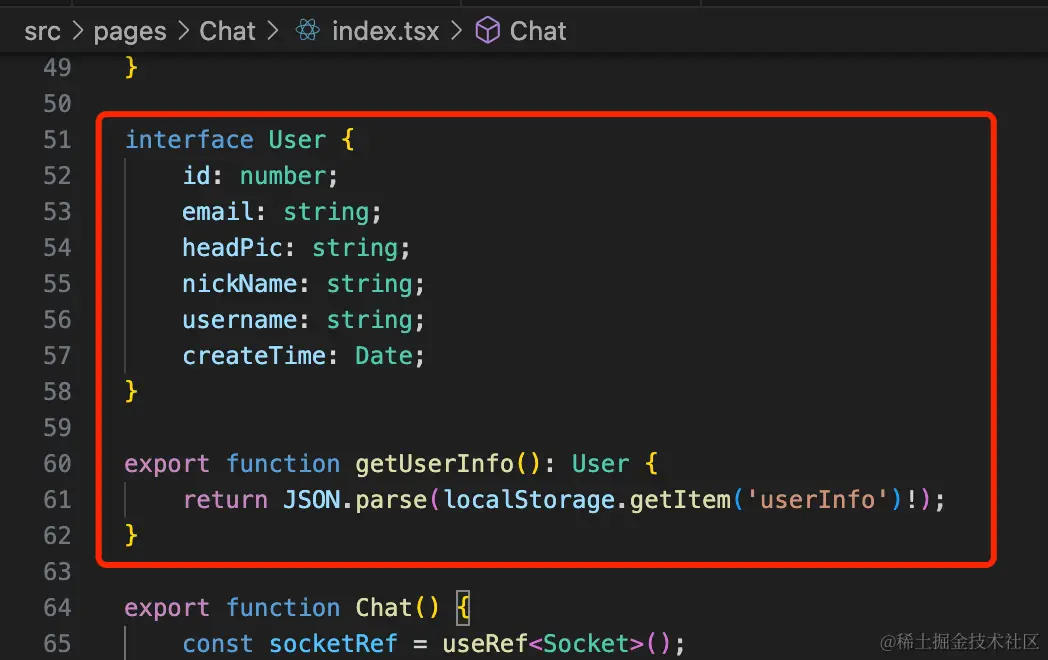 src > pages > Chat > index.tsx > Chat
49 }
50
51 interface User {
52     id: number;
53     email: string;
54     headPic: string;
55     nickName: string;
56     username: string;
57     createTime: Date;
58 }
59
60 export function getUserInfo(): User {
61     return JSON.parse(localStorage.getItem('userInfo')!);
62 }
63
64 export function Chat() {
65     const socketRef = useRef<Socket>();
@稀土掘金技术社区